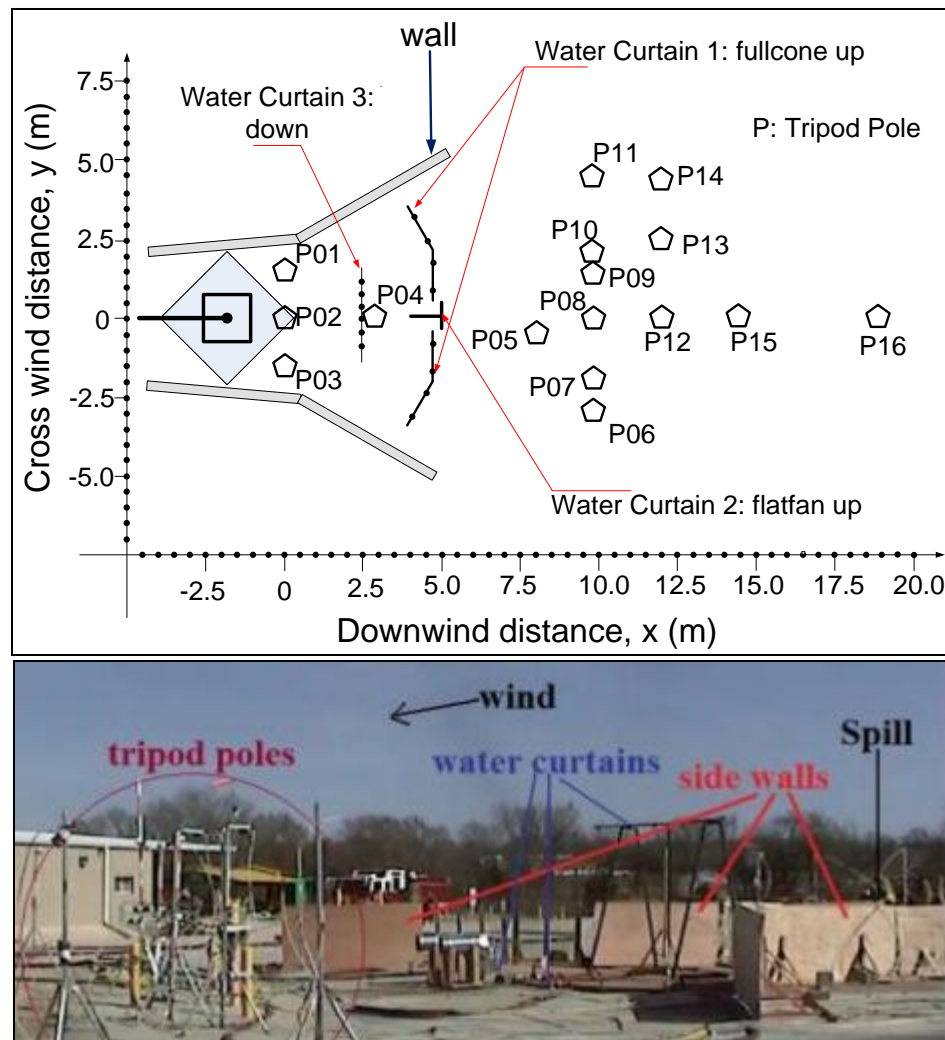 wall
Water Curtain 1: fullcone up
Water Curtain 3:
down
P: Tripod Pole
Cross wind distance, y (m)
7.5
5.0
2.5
0
-2.5
-5.0
P11
P14
P10
P13
P01
P09
P04
P08
P02
P05
P12
P15
P16
P03
P07
P06
Water Curtain 2: flatfan up
-2.5
0
2.5
5.0
7.5
10.0
12.5
15.0
17.5
20.0
Downwind distance, x (m)
wind
Spill
tripod poles
water curtains
side walls